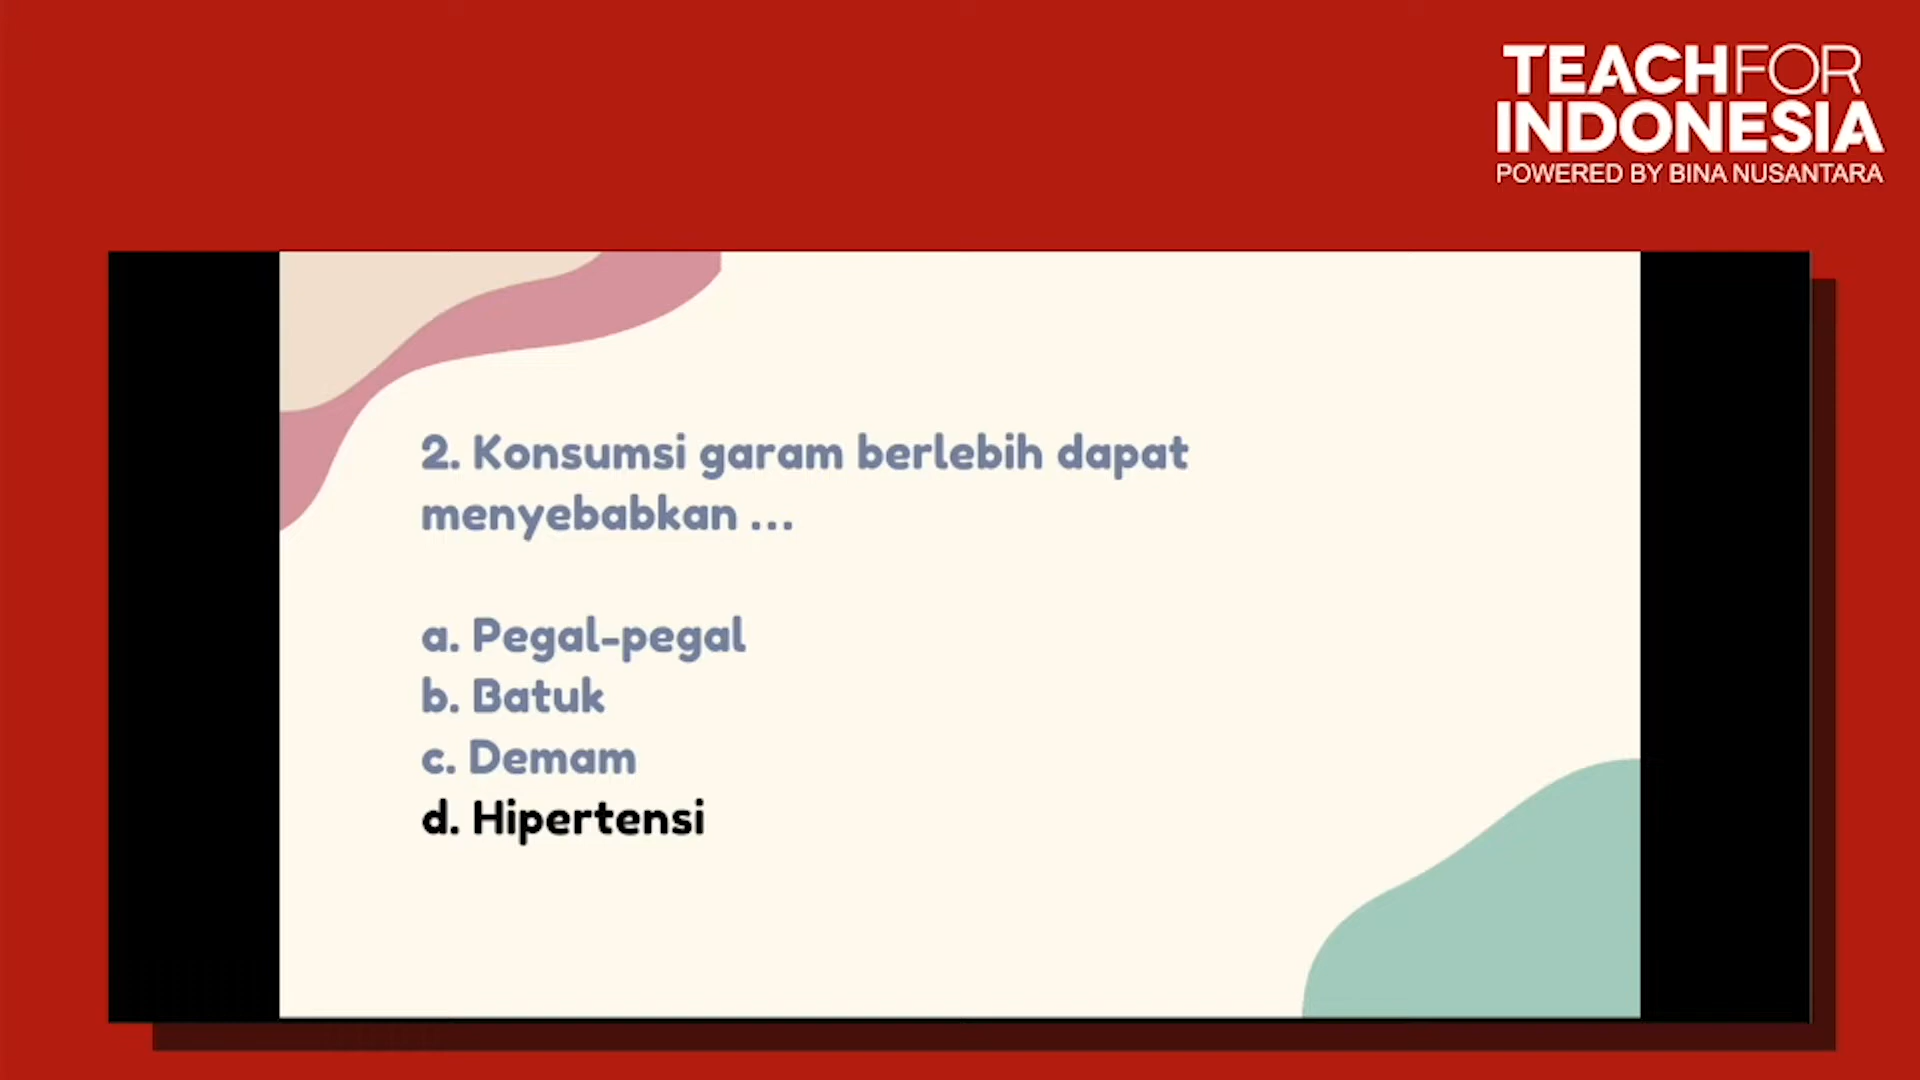 TEACHFOR
INDONESIA
POWERED BY BINA NUSANTARA
2. Konsumsi garam berlebih dapat
menyebabkan ...
a. Pegal-pegal
b. Batuk
c. Demam
d. Hipertensi